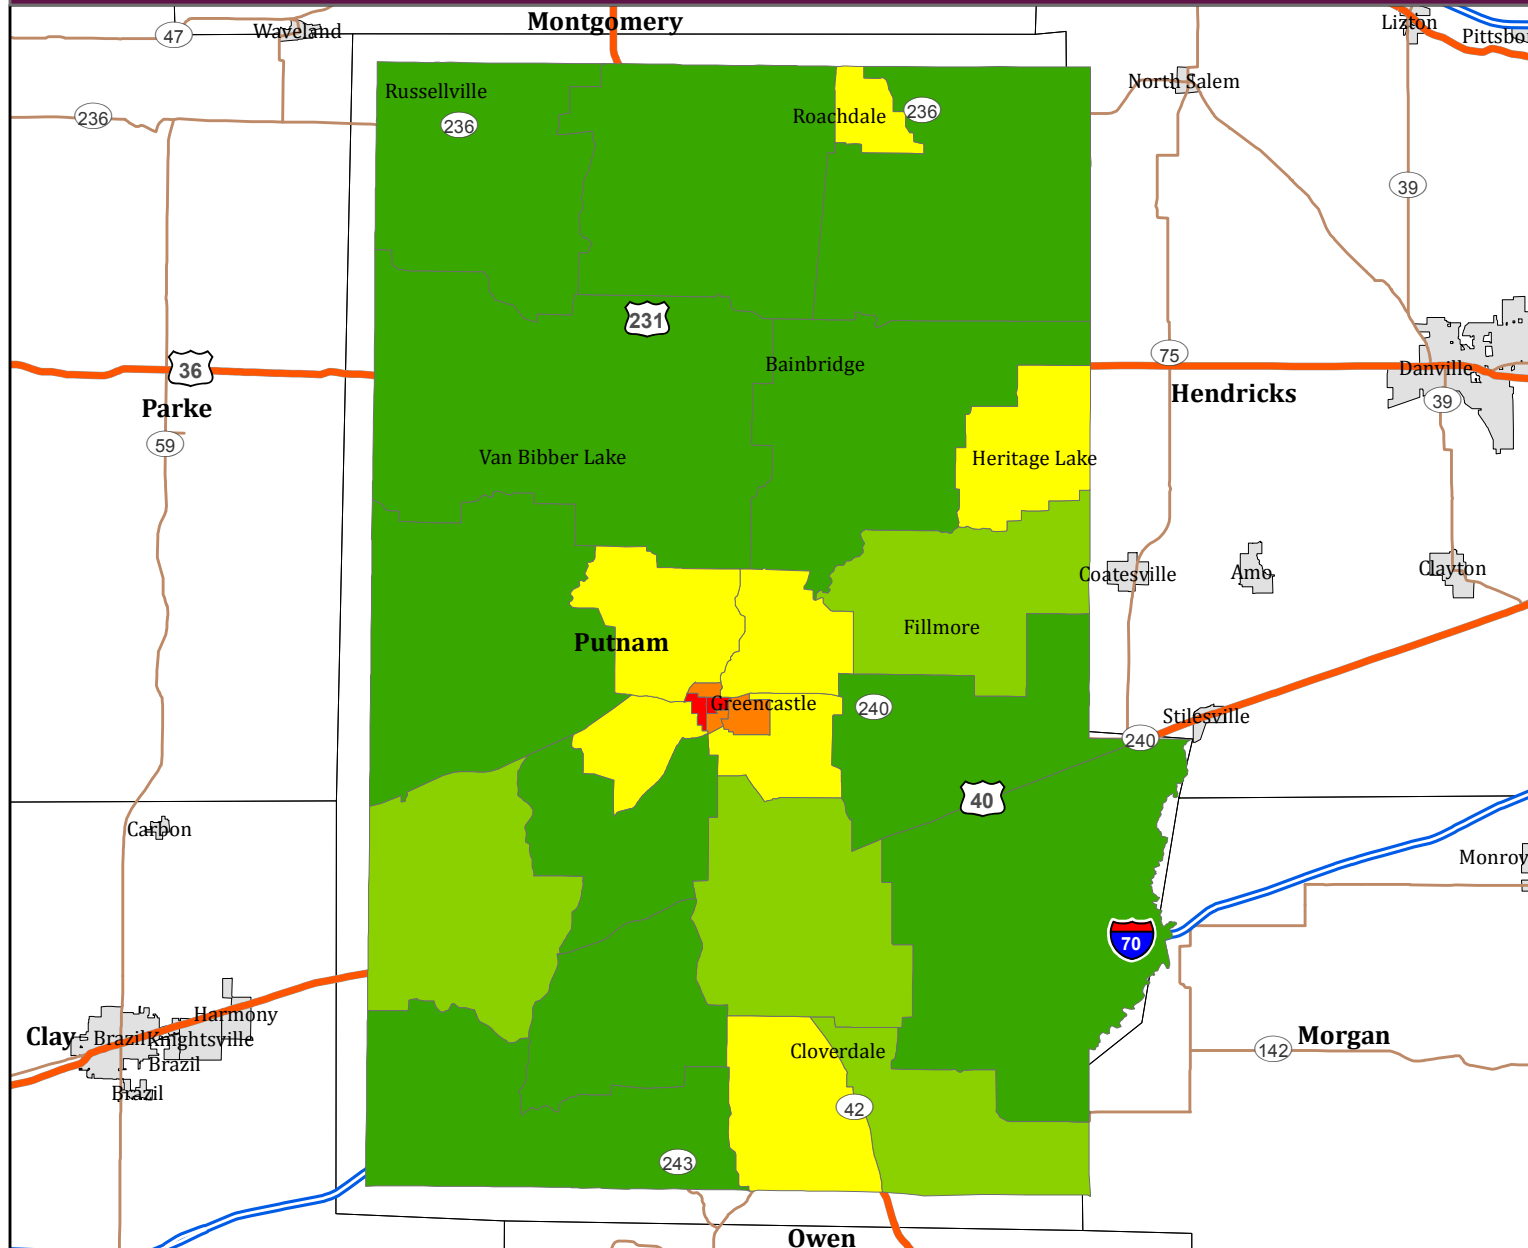 Montgomery
Lizton
Pittsbor
47
Waveland
Russellville
236
236
Roachdale
236
North Salem
39
231
36
Parke
59
Bainbridge
75
Hendricks
Danville
39
Van Bibber Lake
Heritage Lake
Coatesville
Amo
Clayton
Putnam
Fillmore
Greencastle
240
Stilesville
240
40
Carbon
Monrov
70
Harmony
Clay
Brazil
Knightsville
Brazil
Brazil
Cloverdale
142
Morgan
42
243
Owen